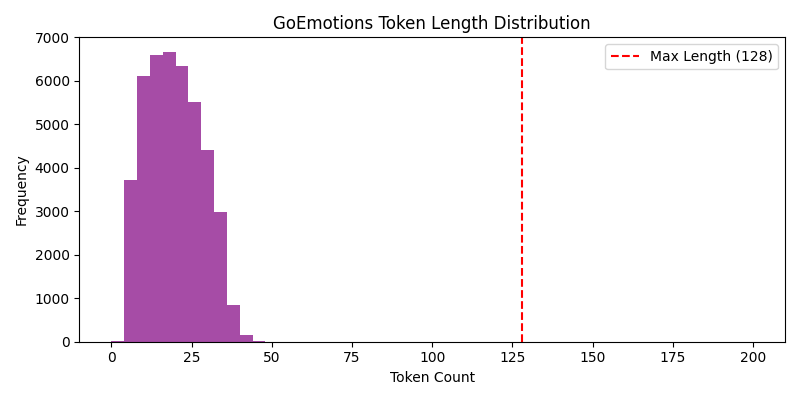 GoEmotions Token Length Distribution
7000
6000
5000
4000
3000
2000
1000
0
Frequency
Max Length (128)
0 25 50 75 100 125 150 175 200
Token Count